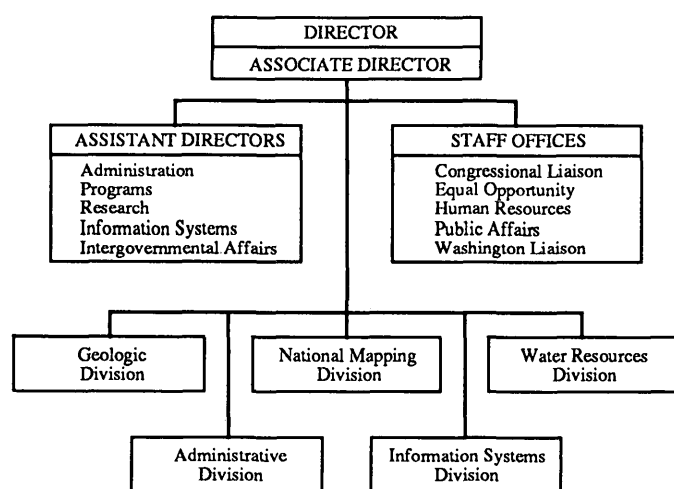 DIRECTOR
ASSOCIATE DIRECTOR
ASSISTANT DIRECTORS
Administration
Programs
Research
Information Systems
Intergovernmental Affairs
STAFF OFFICES
Congressional Liaison
Equal Opportunity
Human Resources
Public Affairs
Washington Liaison
Geologic
Division
National Mapping
Division
Water Resources
Division
Administrative
Division
Information Systems
Division